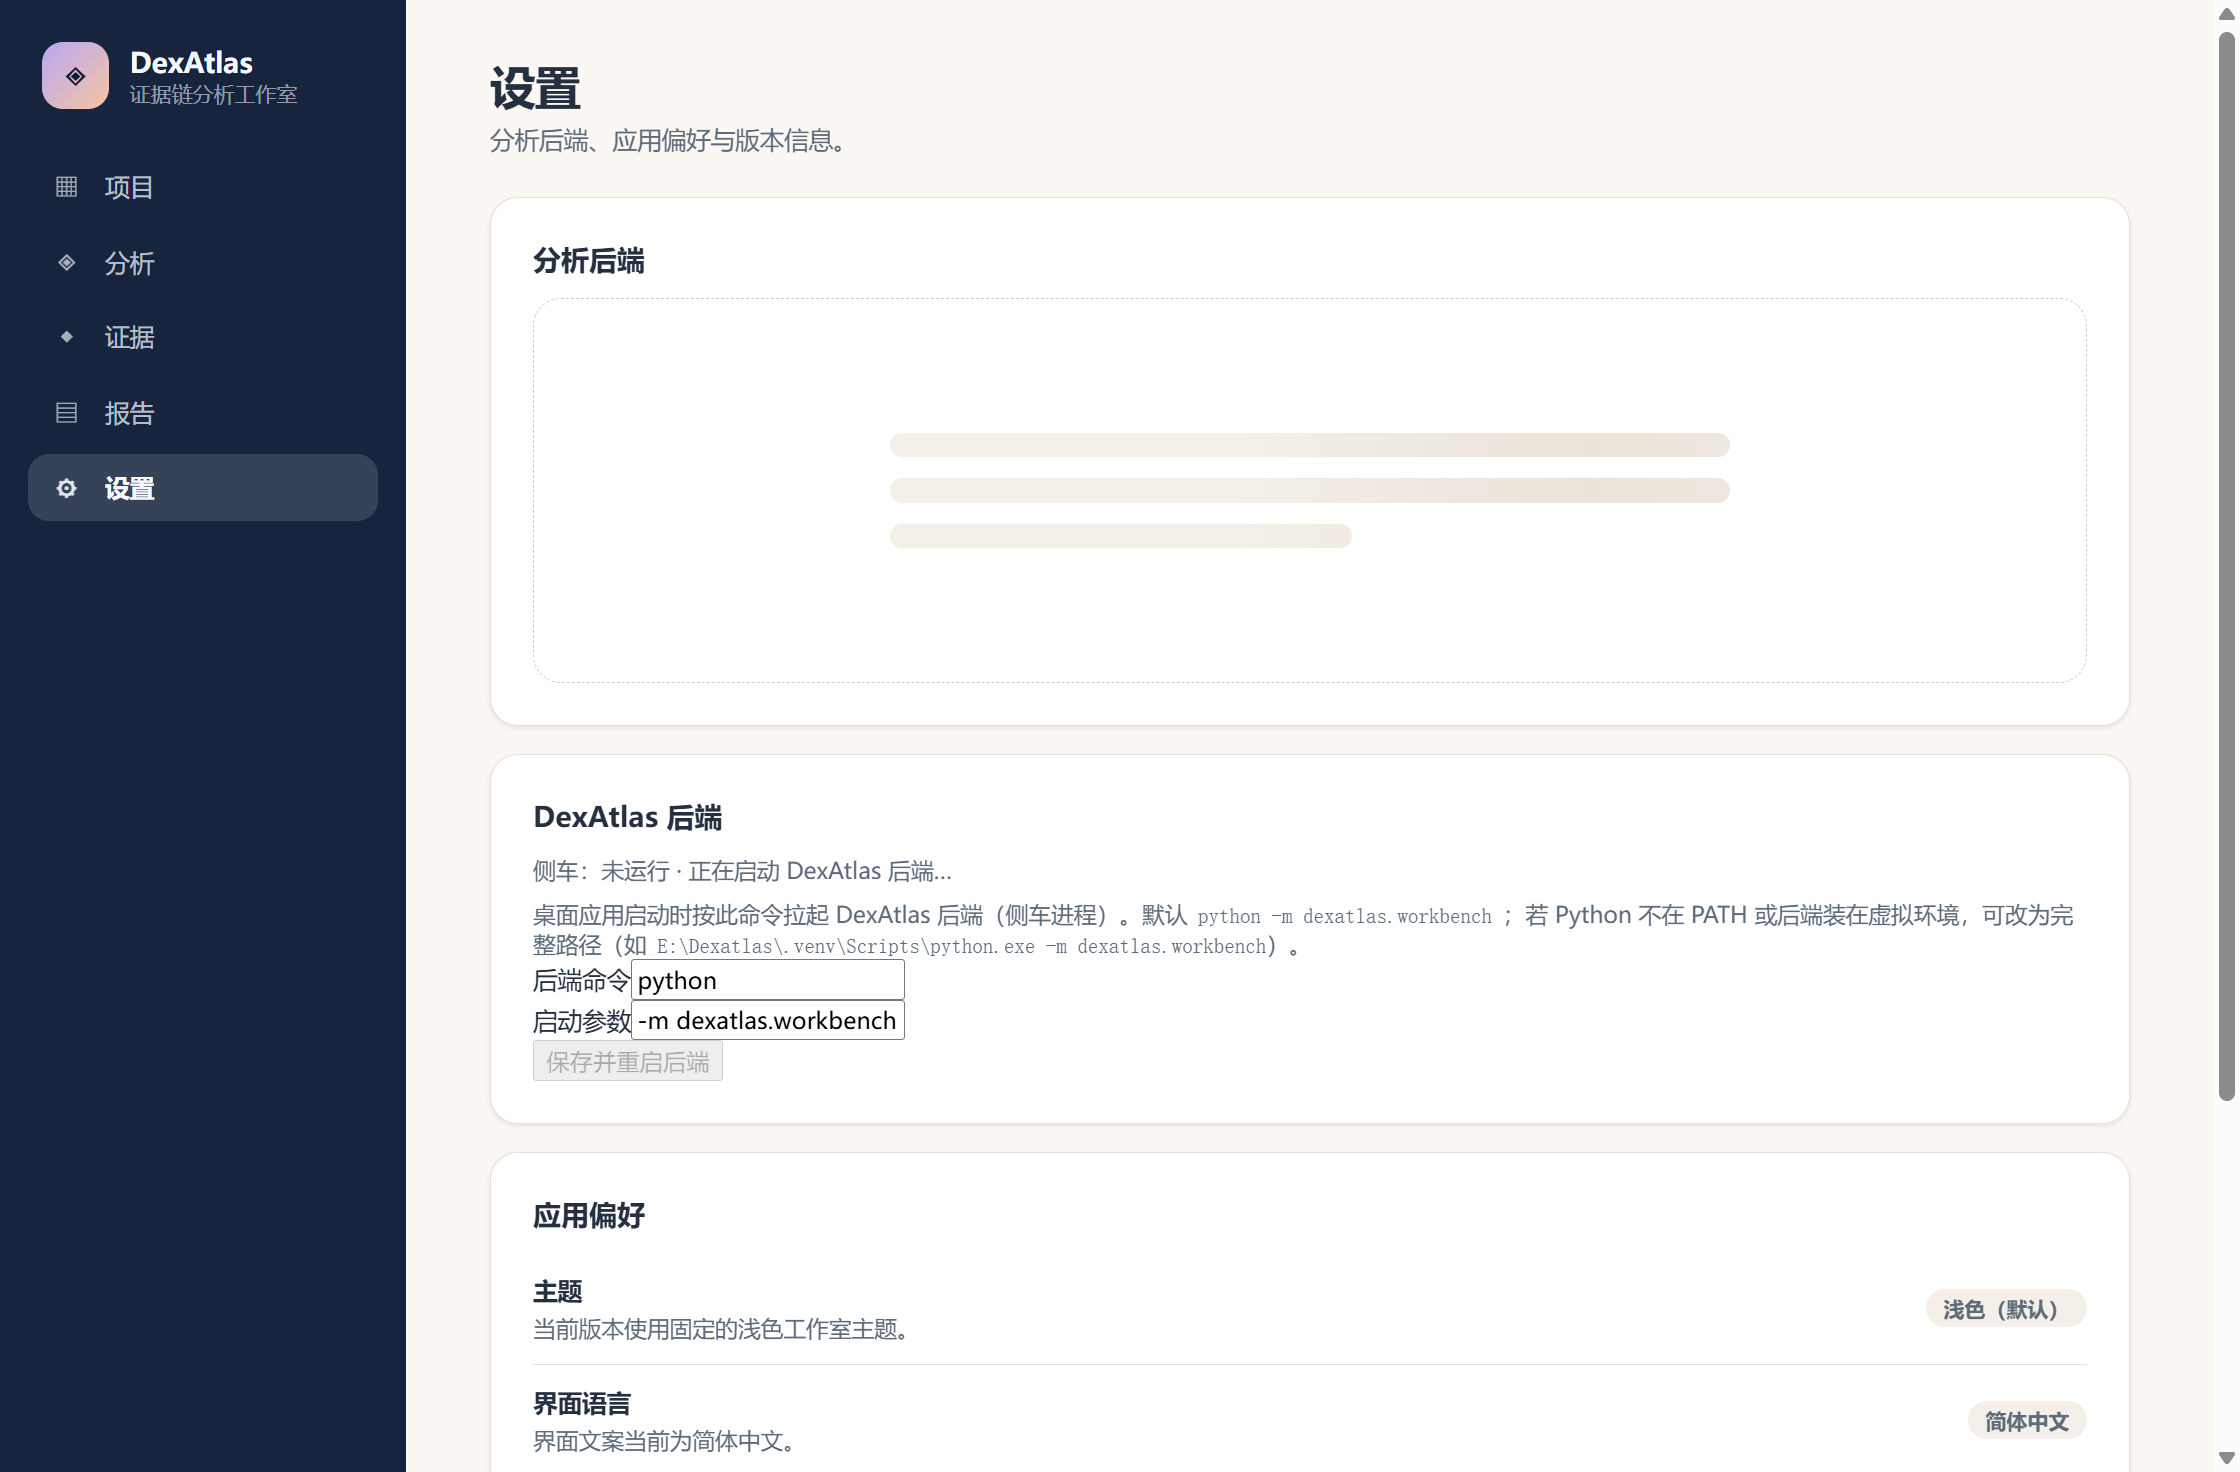 DexAtlas
证据链分析工作室
项目
分析
证据
报告
设置
设置
分析后端、应用偏好与版本信息。
分析后端
DexAtlas 后端
侧车：未运行 · 正在启动 DexAtlas 后端...
桌面应用启动时按此命令拉起 DexAtlas 后端（侧车进程）。默认 python -m dexatlas.workbench ；若 Python 不在 PATH 或后端装在虚拟环境，可改为完
整路径（如 E:\Dexatlas\.venv\Scripts\python.exe -m dexatlas.workbench）。
后端命令 python
启动参数 -m dexatlas.workbench
保存并重启后端
应用偏好
主题
当前版本使用固定的浅色工作室主题。
浅色（默认）
界面语言
界面文案当前为简体中文。
简体中文